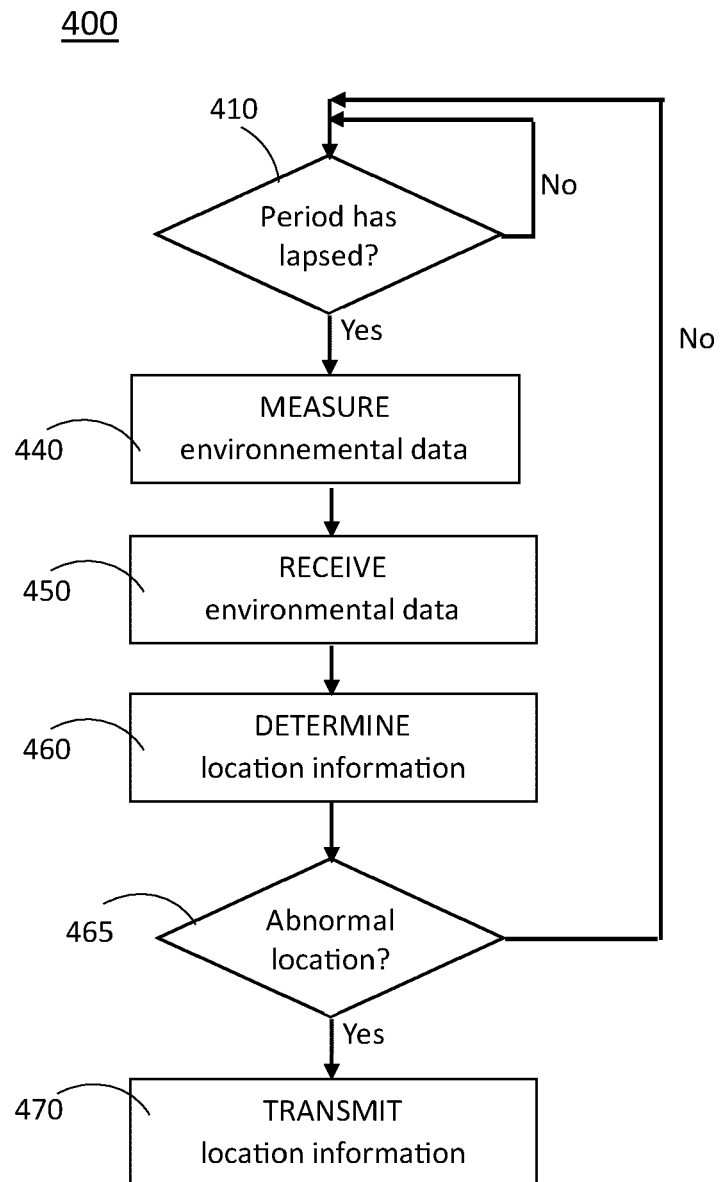 400
410
Period has
lapsed?
No
Yes
No
MEASURE
environnemental data
440
RECEIVE
environmental data
450
DETERMINE
location information
460
Abnormal
location?
465
Yes
TRANSMIT
location information
470